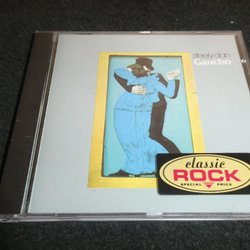 steely dan
Gaucho
classic
ROCK
SPECIAL PRICE